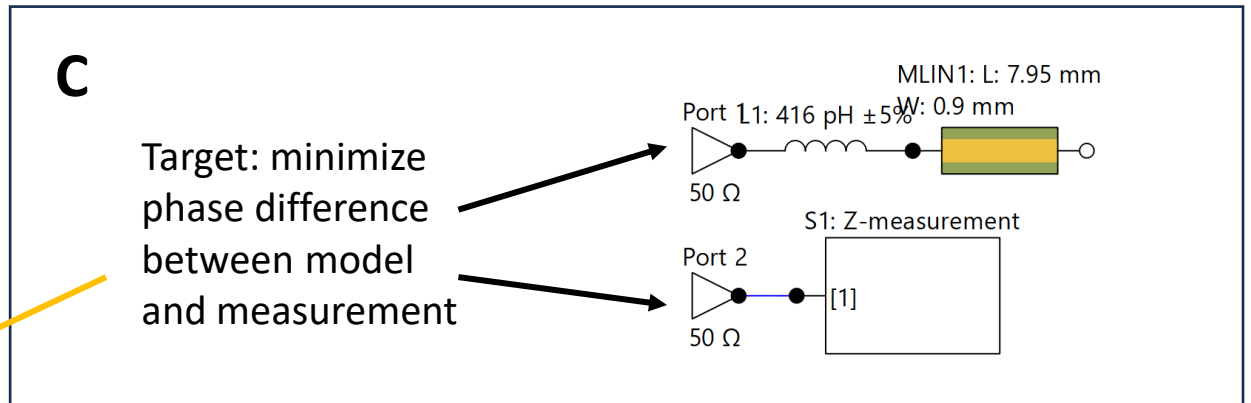 C
Target: minimize
phase difference
between model
and measurement
MLIN1: L: 7.95 mm
W: 0.9 mm
Port 1
L1: 416 pH ±5%
50 Ω
S1: Z-measurement
Port 2
[1]
50 Ω